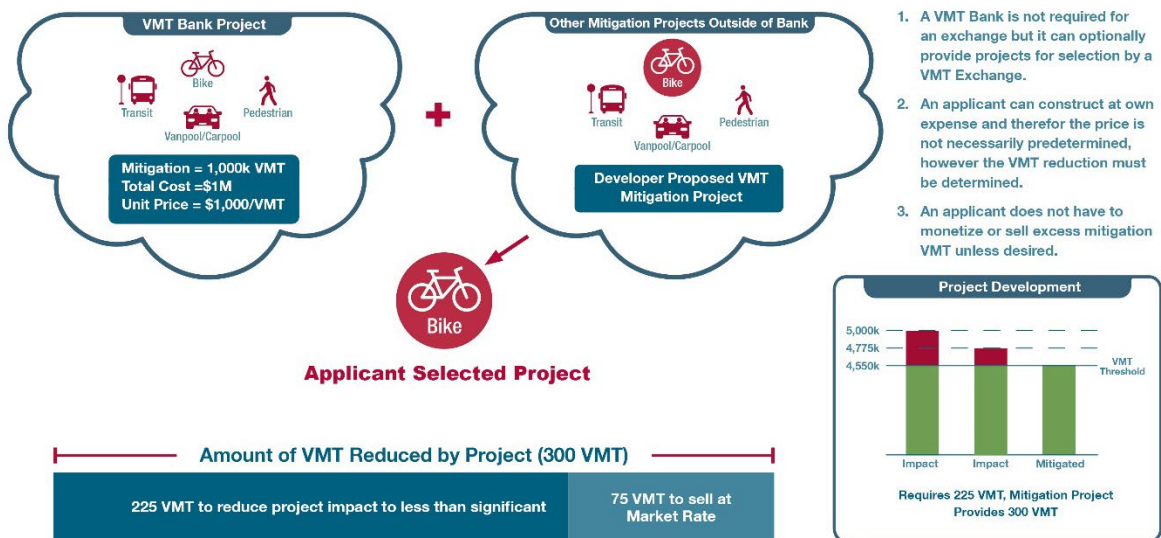 VMT Bank Project
Bike
Transit
Pedestrian
Vanpool/Carpool
Mitigation = 1,000k VMT
Total Cost =$1M
Unit Price = $1,000/VMT
+
Other Mitigation Projects Outside of Bank
Bike
Transit
Pedestrian
Vanpool/Carpool
Developer Proposed VMT
Mitigation Project
Bike
Applicant Selected Project
Amount of VMT Reduced by Project (300 VMT)
225 VMT to reduce project impact to less than significant
75 VMT to sell at
Market Rate
1. A VMT Bank is not required for
an exchange but it can optionally
provide projects for selection by a
VMT Exchange.
2. An applicant can construct at own
expense and therefor the price is
not necessarily predetermined,
however the VMT reduction must
be determined.
3. An applicant does not have to
monetize or sell excess mitigation
VMT unless desired.
Project Development
5,000k
4,775k
4,550k
VMT
Threshold
Impact
Impact
Mitigated
Requires 225 VMT, Mitigation Project
Provides 300 VMT